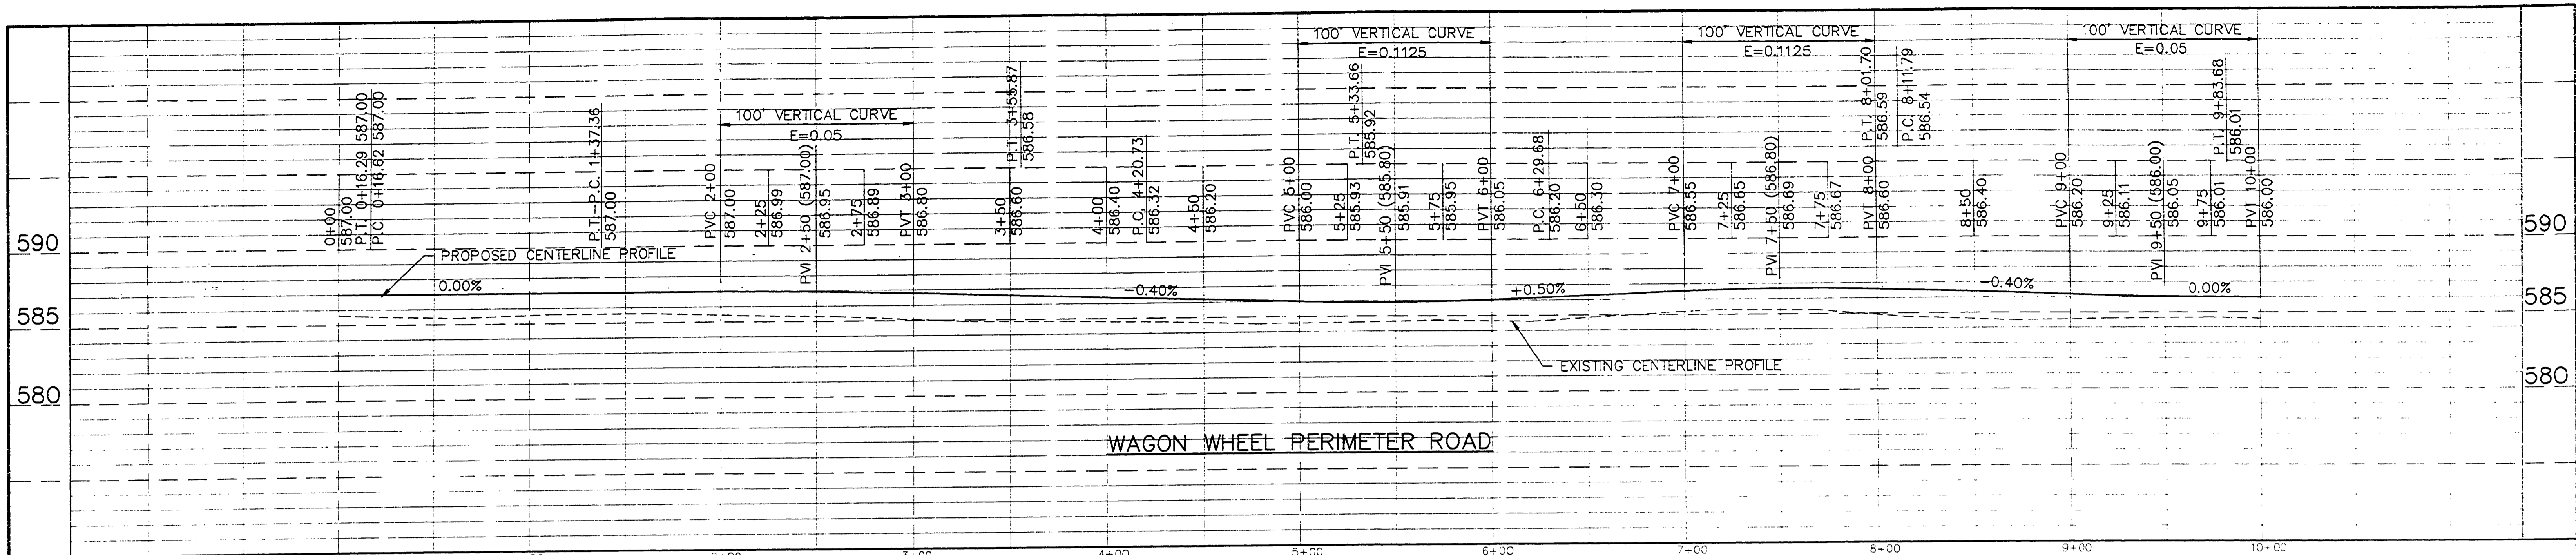 100' VERTICAL CURVE
E=0.05
100' VERTICAL CURVE
E=0.1125
100' VERTICAL CURVE
E=0.1125
100' VERTICAL CURVE
E=0.05
0+00
587.00
P.T. 0+16.29 587.00
P.C. 0+16.62 587.00
P.T.-P.C. 1+37.36
587.00
PVC 2+00
587.00
2+25
586.99
PVI 2+50 (587.00)
586.95
2+75
586.89
PVT 3+00
586.80
3+50
586.60
P.T. 3+55.87
586.58
4+00
586.40
P.C. 4+20.73
586.32
4+50
586.20
PVC 5+00
586.00
5+25
585.93
P.T. 5+33.66
585.92
PVI 5+50 (585.80)
585.91
5+75
585.95
PVT 6+00
586.05
P.C. 6+29.68
586.20
6+50
586.30
PVC 7+00
586.55
7+25
586.65
PVI 7+50 (586.80)
586.69
7+75
586.67
PVT 8+00
586.60
P.T. 8+01.70
586.59
P.C. 8+11.79
586.54
8+50
586.40
PVC 9+00
586.20
9+25
586.11
PVI 9+50 (586.00)
586.05
9+75
586.01
P.T. 9+83.68
586.01
PVT 10+00
586.00
590
590
PROPOSED CENTERLINE PROFILE
0.00%
-0.40%
+0.50%
-0.40%
0.00%
585
585
EXISTING CENTERLINE PROFILE
580
580
WAGON WHEEL PERIMETER ROAD
3+00
4+00
5+00
6+00
7+00
8+00
9+00
10+00